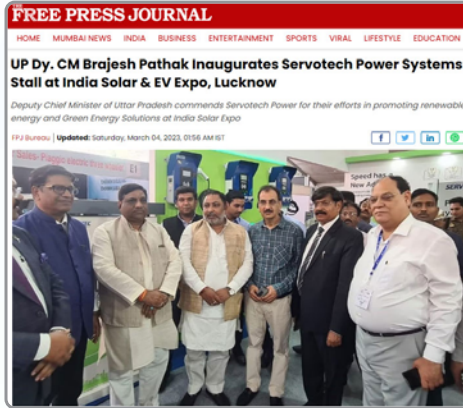 THE
FREE PRESS JOURNAL
HOME MUMBAI NEWS INDIA BUSINESS ENTERTAINMENT SPORTS VIRAL LIFESTYLE EDUCATION
UP Dy. CM Brajesh Pathak Inaugurates Servotech Power Systems
Stall at India Solar & EV Expo, Lucknow
Deputy Chief Minister of Uttar Pradesh commends Servotech Power for their efforts in promoting renewable
energy and Green Energy Solutions at India Solar Expo
FPJ Bureau | Updated: Saturday, March 04, 2023, 01:56 AM IST
E1
Speed has a
New